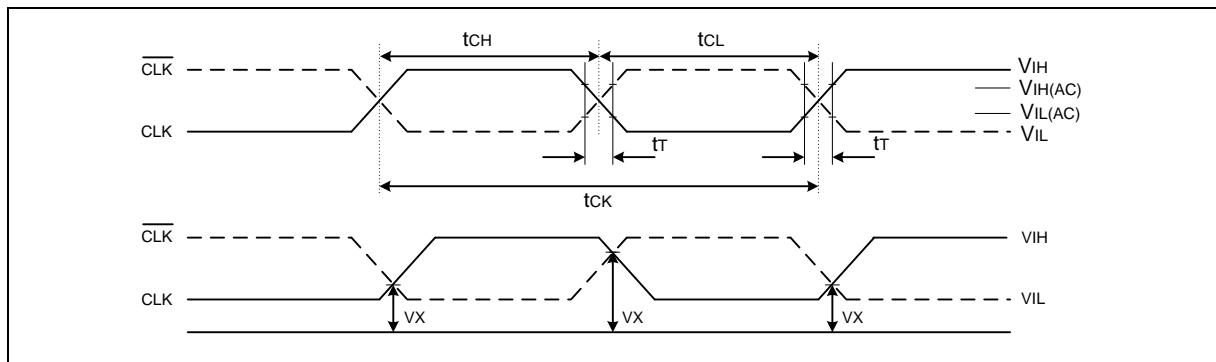 tCH tCL
CLK VIH
VIH(AC)
VIL(AC)
CLK VIL
tT tT
tCK
CLK VIH
CLK VIL
VX VX VX